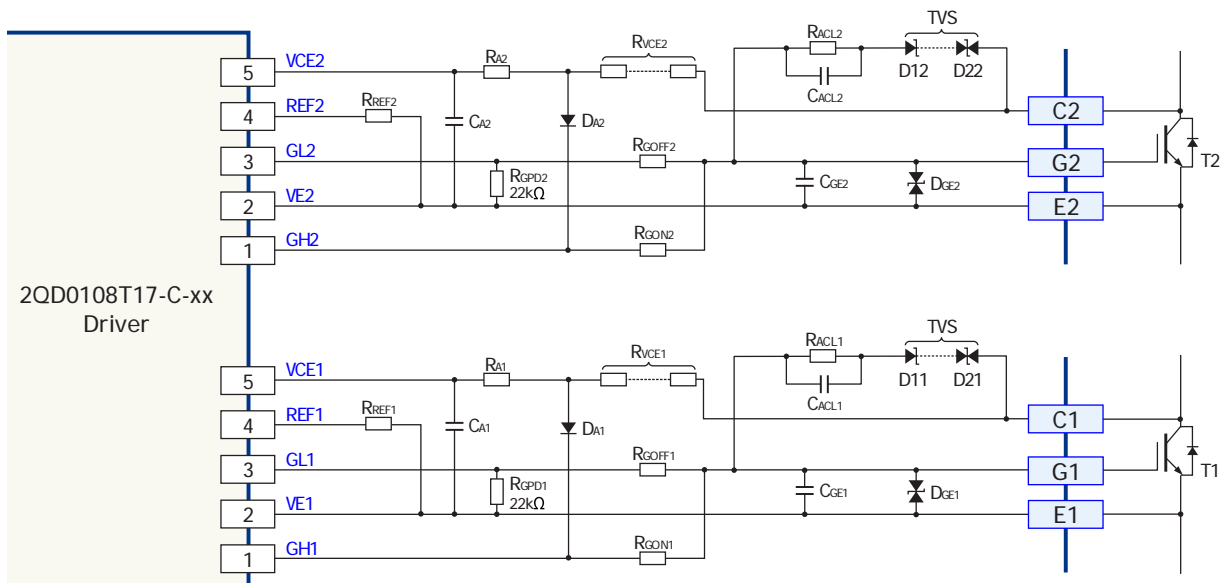 TVS
RVCE2
RACL2
VCE2
RA2
5
D12
D22
CACL2
REF2
RREF2
4
CA2
DA2
C2
GL2
RGOFF2
3
G2
T2
RGPD2
22kΩ
CGE2
DGE2
VE2
2
E2
GH2
RGON2
1
2QD0108T17-C-xx
Driver
TVS
RVCE1
RACL1
VCE1
RA1
5
D11
D21
CACL1
REF1
RREF1
4
CA1
DA1
C1
GL1
RGOFF1
3
G1
T1
RGPD1
22kΩ
CGE1
DGE1
VE1
2
E1
GH1
RGON1
1